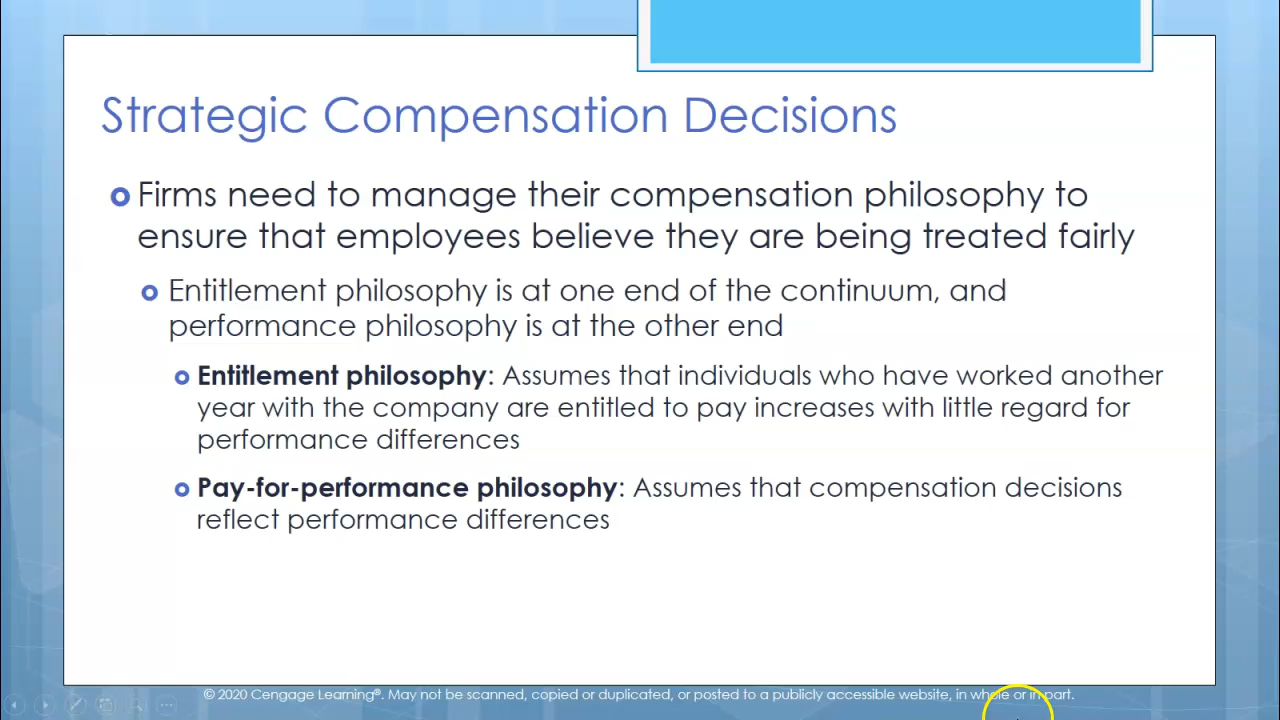 Strategic Compensation Decisions
Firms need to manage their compensation philosophy to
ensure that employees believe they are being treated fairly
Entitlement philosophy is at one end of the continuum, and
performance philosophy is at the other end
Entitlement philosophy: Assumes that individuals who have worked another
year with the company are entitled to pay increases with little regard for
performance differences
Pay-for-performance philosophy: Assumes that compensation decisions
reflect performance differences
© 2020 Cengage Learning®. May not be scanned, copied or duplicated, or posted to a publicly accessible website, in whole or in part.